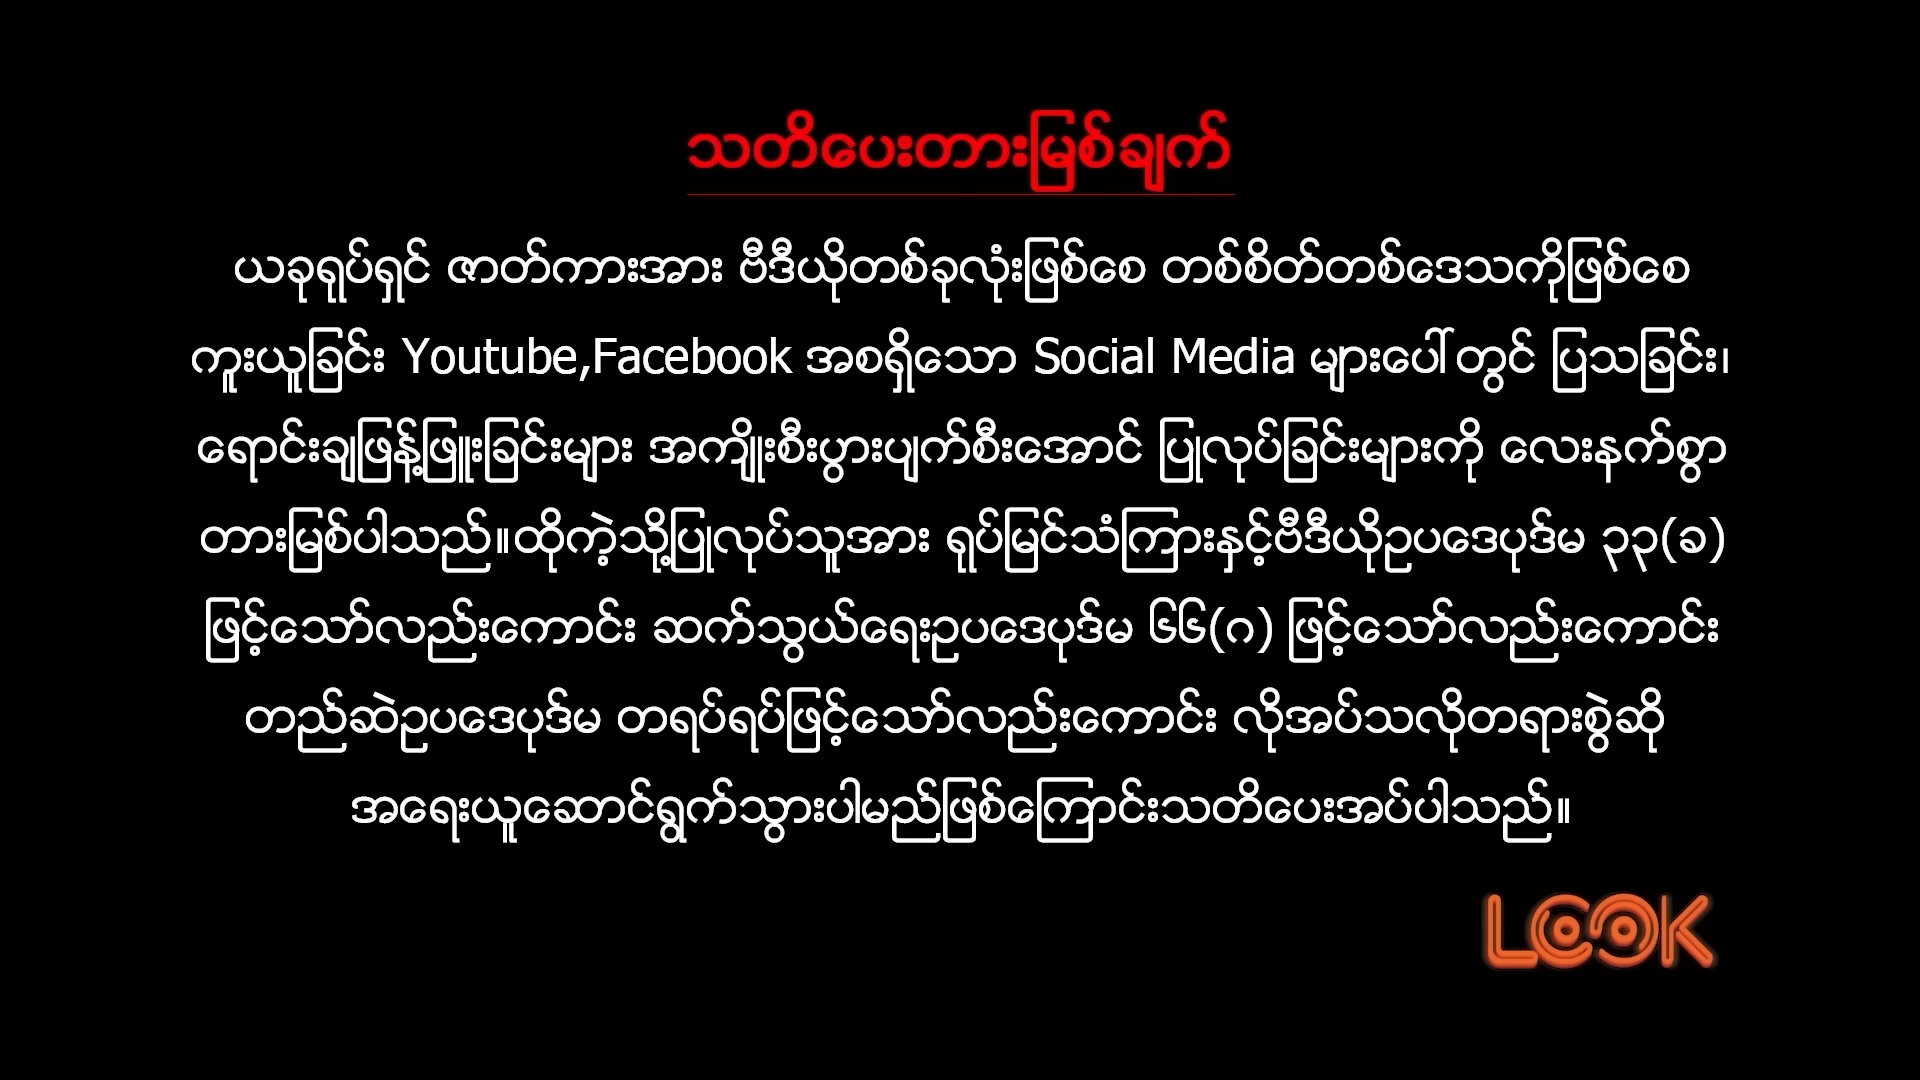 သတိပေးတားမြစ်ချက်
ယခုရုပ်ရှင် ဇာတ်ကားအား ဗီဒီယိုတစ်ခုလုံးဖြစ်စေ တစ်စိတ်တစ်ဒေသကိုဖြစ်စေ
ကူးယူခြင်း Youtube,Facebook အစရှိသော Social Media များပေါ်တွင် ပြသခြင်း၊
ရောင်းချဖြန့်ဖြူးခြင်းများ အကျိုးစီးပွားပျက်စီးအောင် ပြုလုပ်ခြင်းများကို လေးနက်စွာ
တားမြစ်ပါသည်။ထိုကဲ့သို့ပြုလုပ်သူအား ရုပ်မြင်သံကြားနှင့်ဗီဒီယိုဥပဒေပုဒ်မ ၃၃(ခ)
ဖြင့်သော်လည်းကောင်း ဆက်သွယ်ရေးဥပဒေပုဒ်မ ၆၆(ဂ) ဖြင့်သော်လည်းကောင်း
တည်ဆဲဥပဒေပုဒ်မ တရပ်ရပ်ဖြင့်သော်လည်းကောင်း လိုအပ်သလိုတရားစွဲဆို
အရေးယူဆောင်ရွက်သွားပါမည်ဖြစ်ကြောင်းသတိပေးအပ်ပါသည်။
LOOK